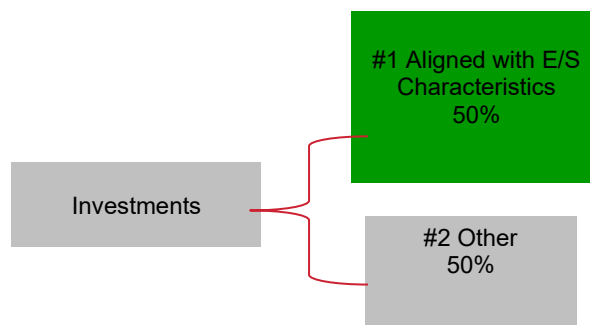 #1 Aligned with E/S
Characteristics
50%
Investments
#2 Other
50%